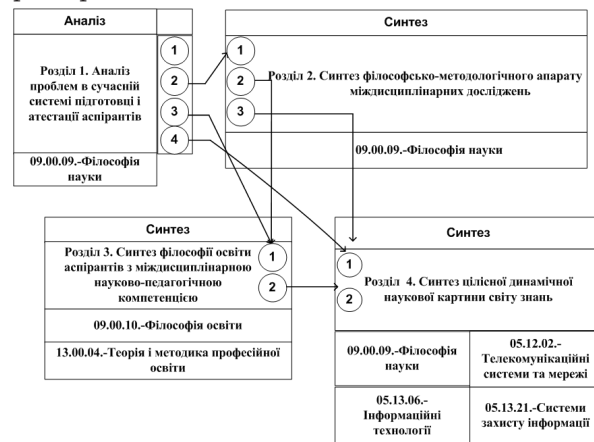 Аналіз
1
2
3
4
Розділ 1. Аналіз
проблем в сучасній
системі підготовці і
атестації аспірантів
09.00.09.-Філософія
науки
Синтез
1
2
3
Розділ 2. Синтез філософсько-методологічного апарату
міждисциплінарних досліджень
09.00.09.-Філософія науки
Синтез
Розділ 3. Синтез філософії освіти
аспірантів з міждисциплінарною
науково-педагогічною
компетенцією
1
2
09.00.10.-Філософія освіти
13.00.04.-Теорія і методика професійної
освіти
Синтез
1
2
Розділ 4. Синтез цілісної динамічної
наукової картини світу знань
09.00.09.-Філософія
науки
05.12.02.-
Телекомунікаційні
системи та мережі
05.13.06.-
Інформаційні
технології
05.13.21.-Системи
захисту інформації